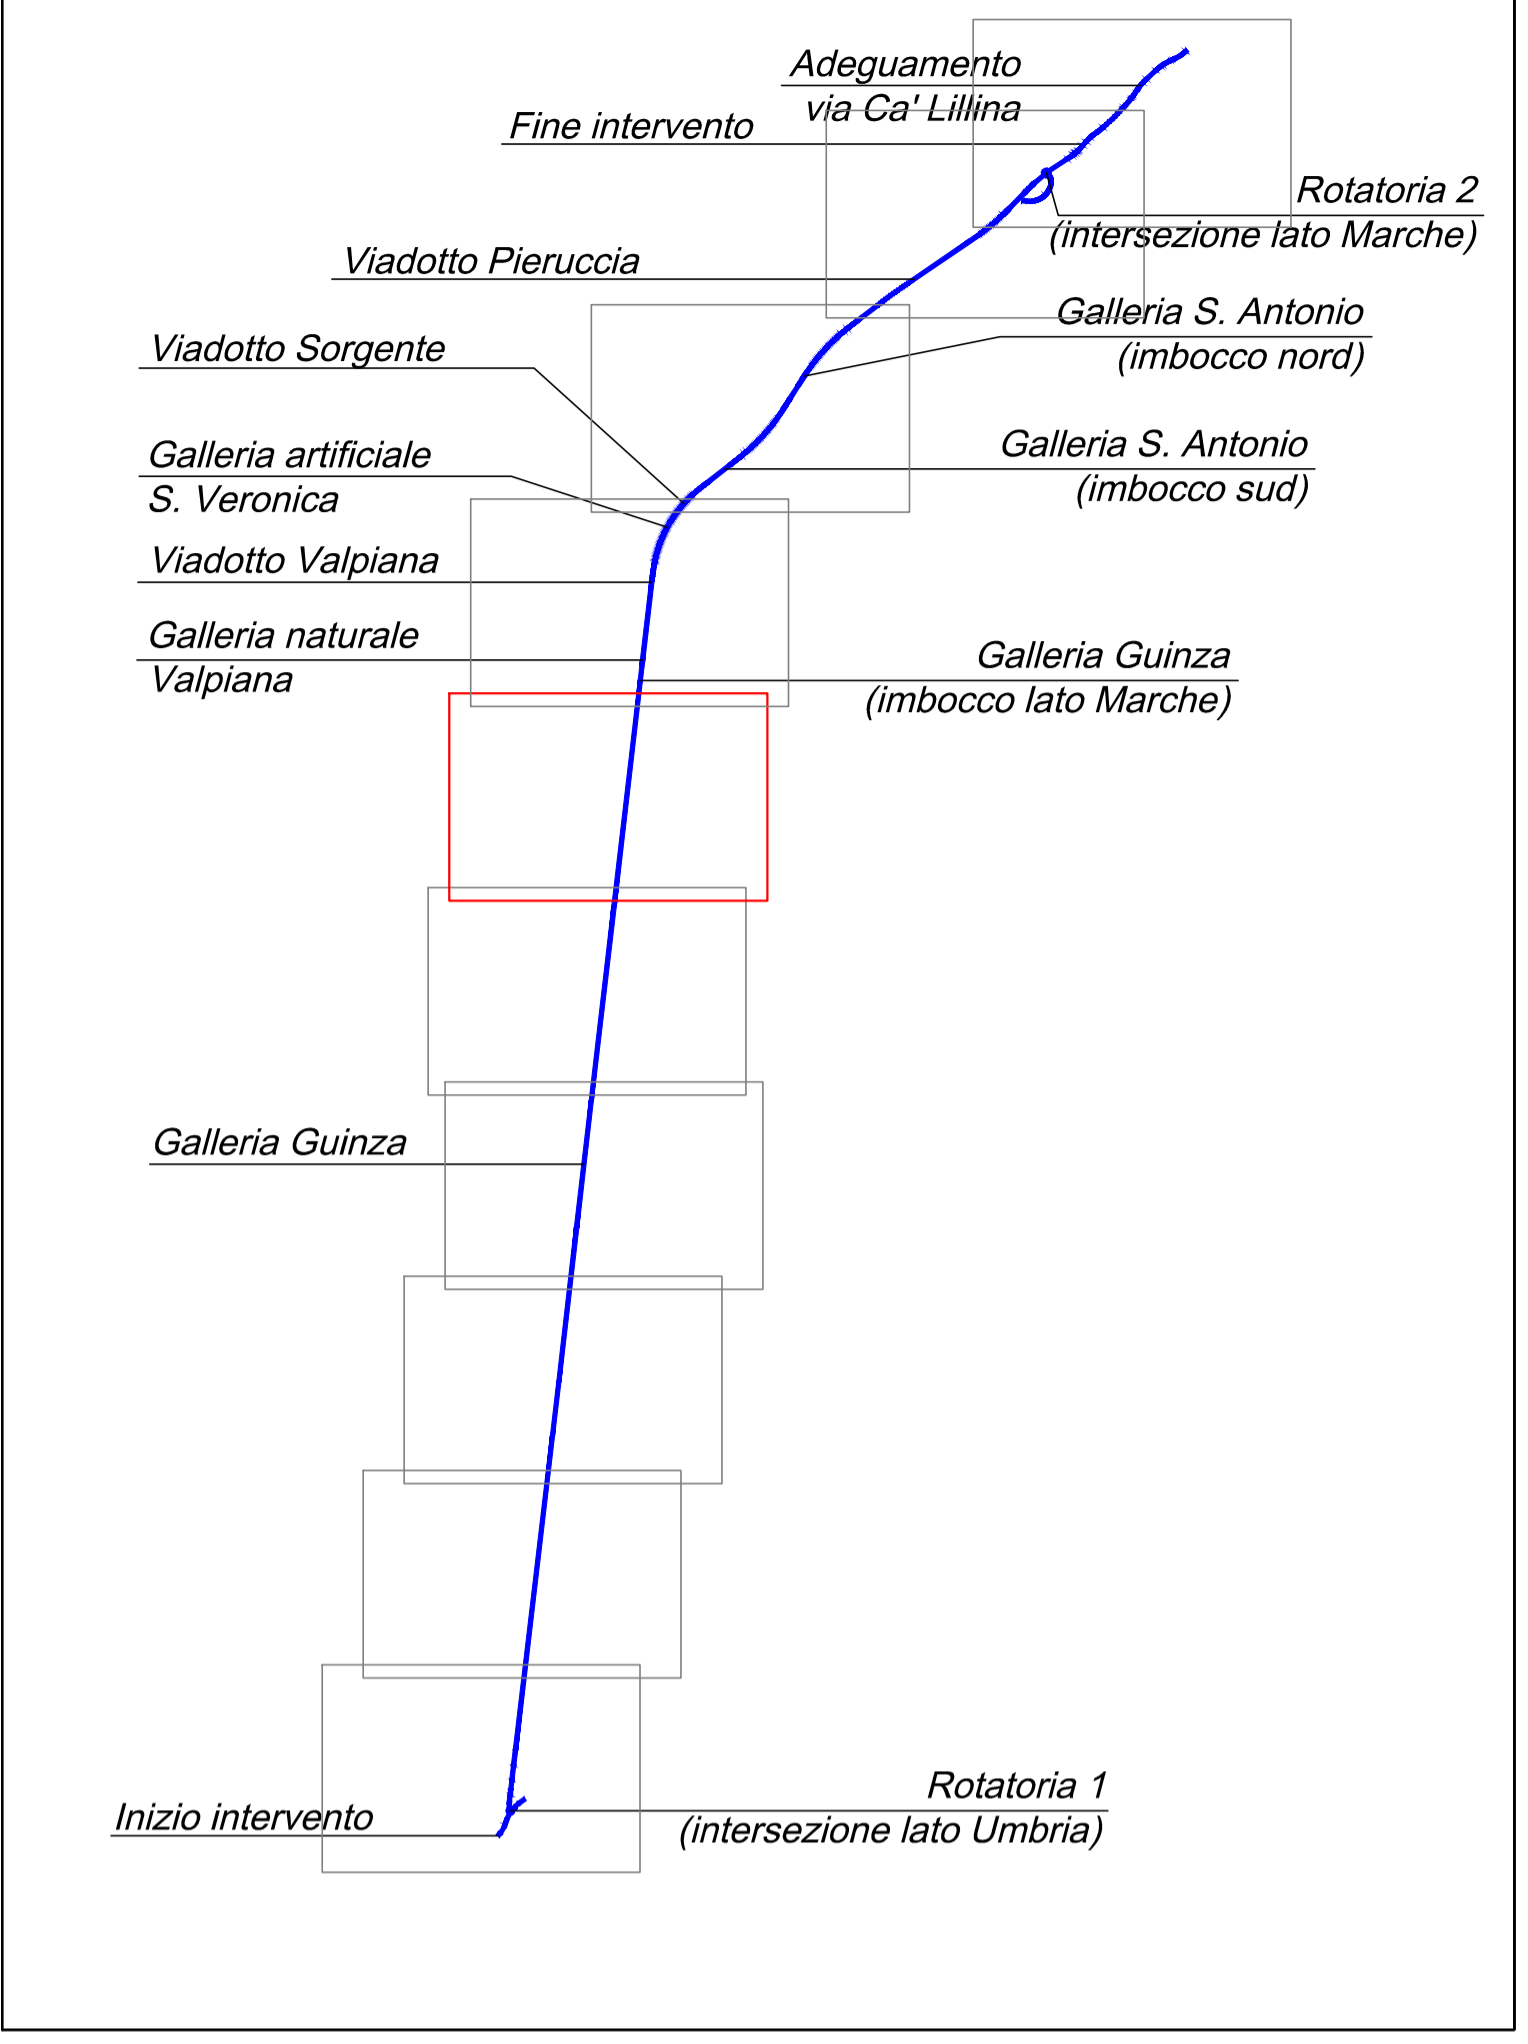 Adeguamento
via Ca' Lillina
Fine intervento
Rotatoria 2
(intersezione lato Marche)
Viadotto Pieruccia
Galleria S. Antonio
(imbocco nord)
Viadotto Sorgente
Galleria S. Antonio
(imbocco sud)
Galleria artificiale
S. Veronica
Viadotto Valpiana
Galleria naturale
Valpiana
Galleria Guinza
(imbocco lato Marche)
Galleria Guinza
Rotatoria 1
(intersezione lato Umbria)
Inizio intervento